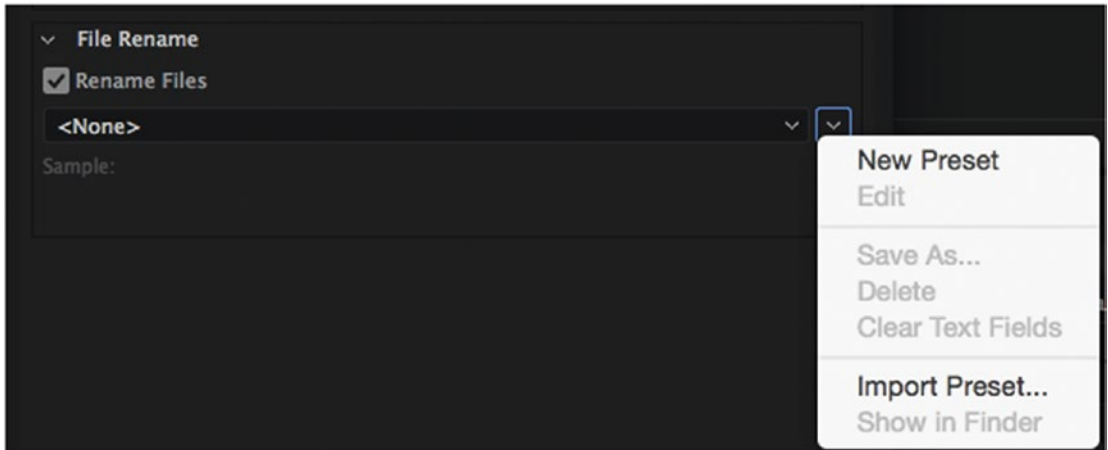 File Rename
Rename Files
<None>
Sample:
New Preset
Edit
Save As...
Delete
Clear Text Fields
Import Preset...
Show in Finder